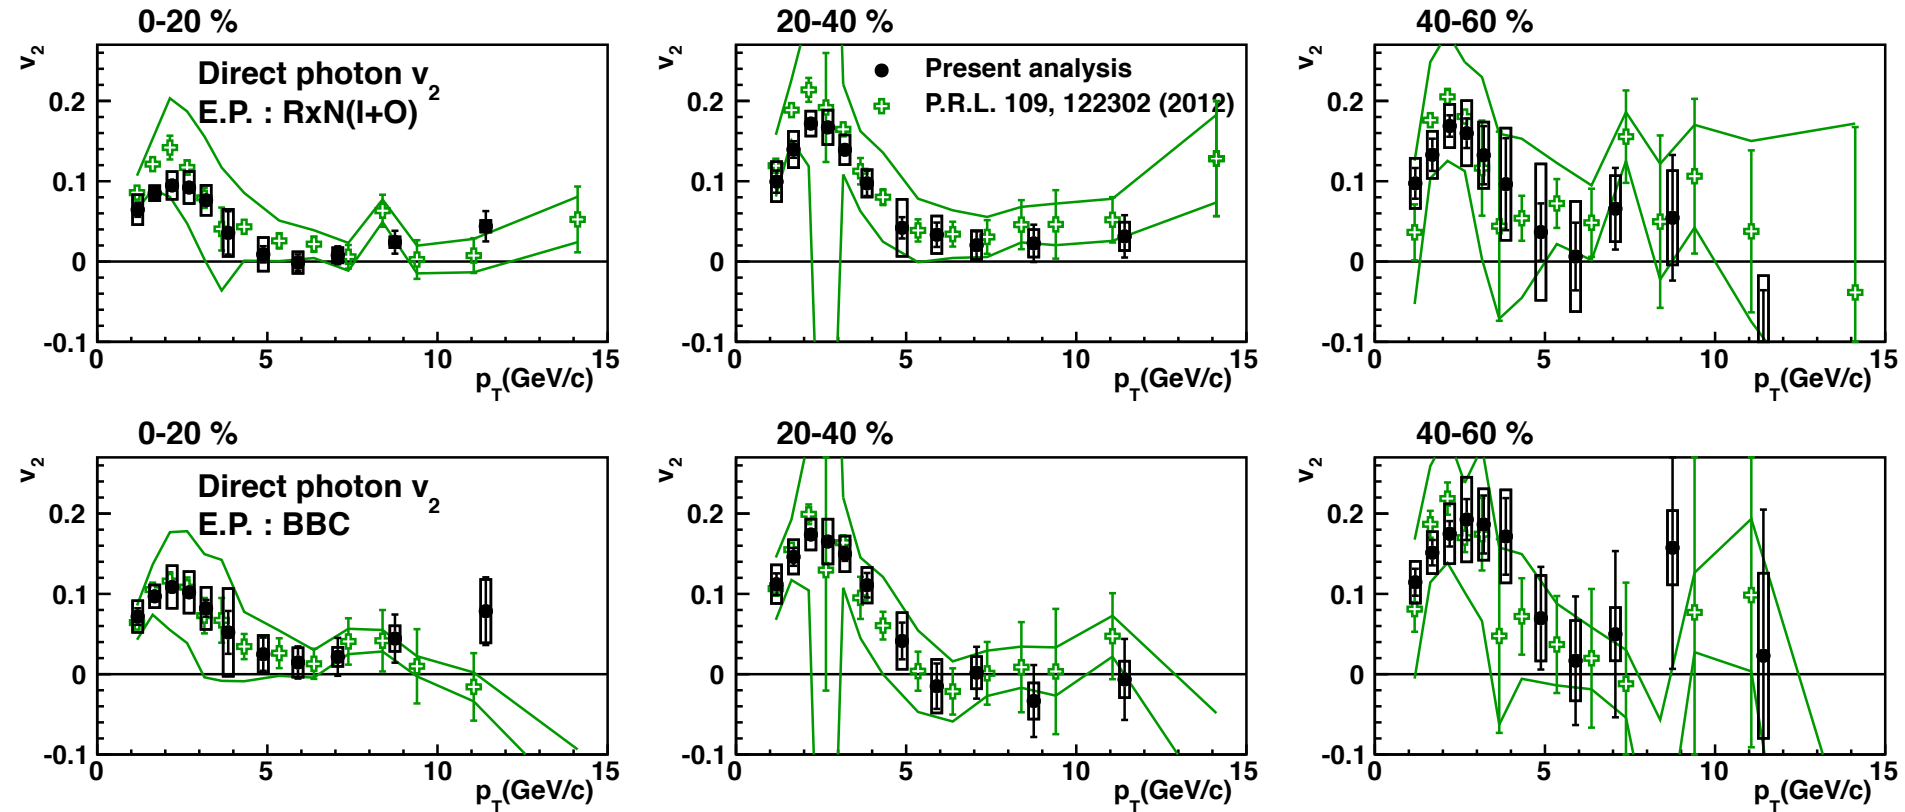 0-20 %
v2
Direct photon v2
E.P. : RxN(I+O)
0.2
0.1
0
-0.1
0 5 10 15
pT(GeV/c)
20-40 %
v2
Present analysis
P.R.L. 109, 122302 (2012)
0.2
0.1
0
-0.1
0 5 10 15
pT(GeV/c)
40-60 %
v2
0.2
0.1
0
-0.1
0 5 10 15
pT(GeV/c)
0-20 %
v2
Direct photon v2
E.P. : BBC
0.2
0.1
0
-0.1
0 5 10 15
pT(GeV/c)
20-40 %
v2
0.2
0.1
0
-0.1
0 5 10 15
pT(GeV/c)
40-60 %
v2
0.2
0.1
0
-0.1
0 5 10 15
pT(GeV/c)